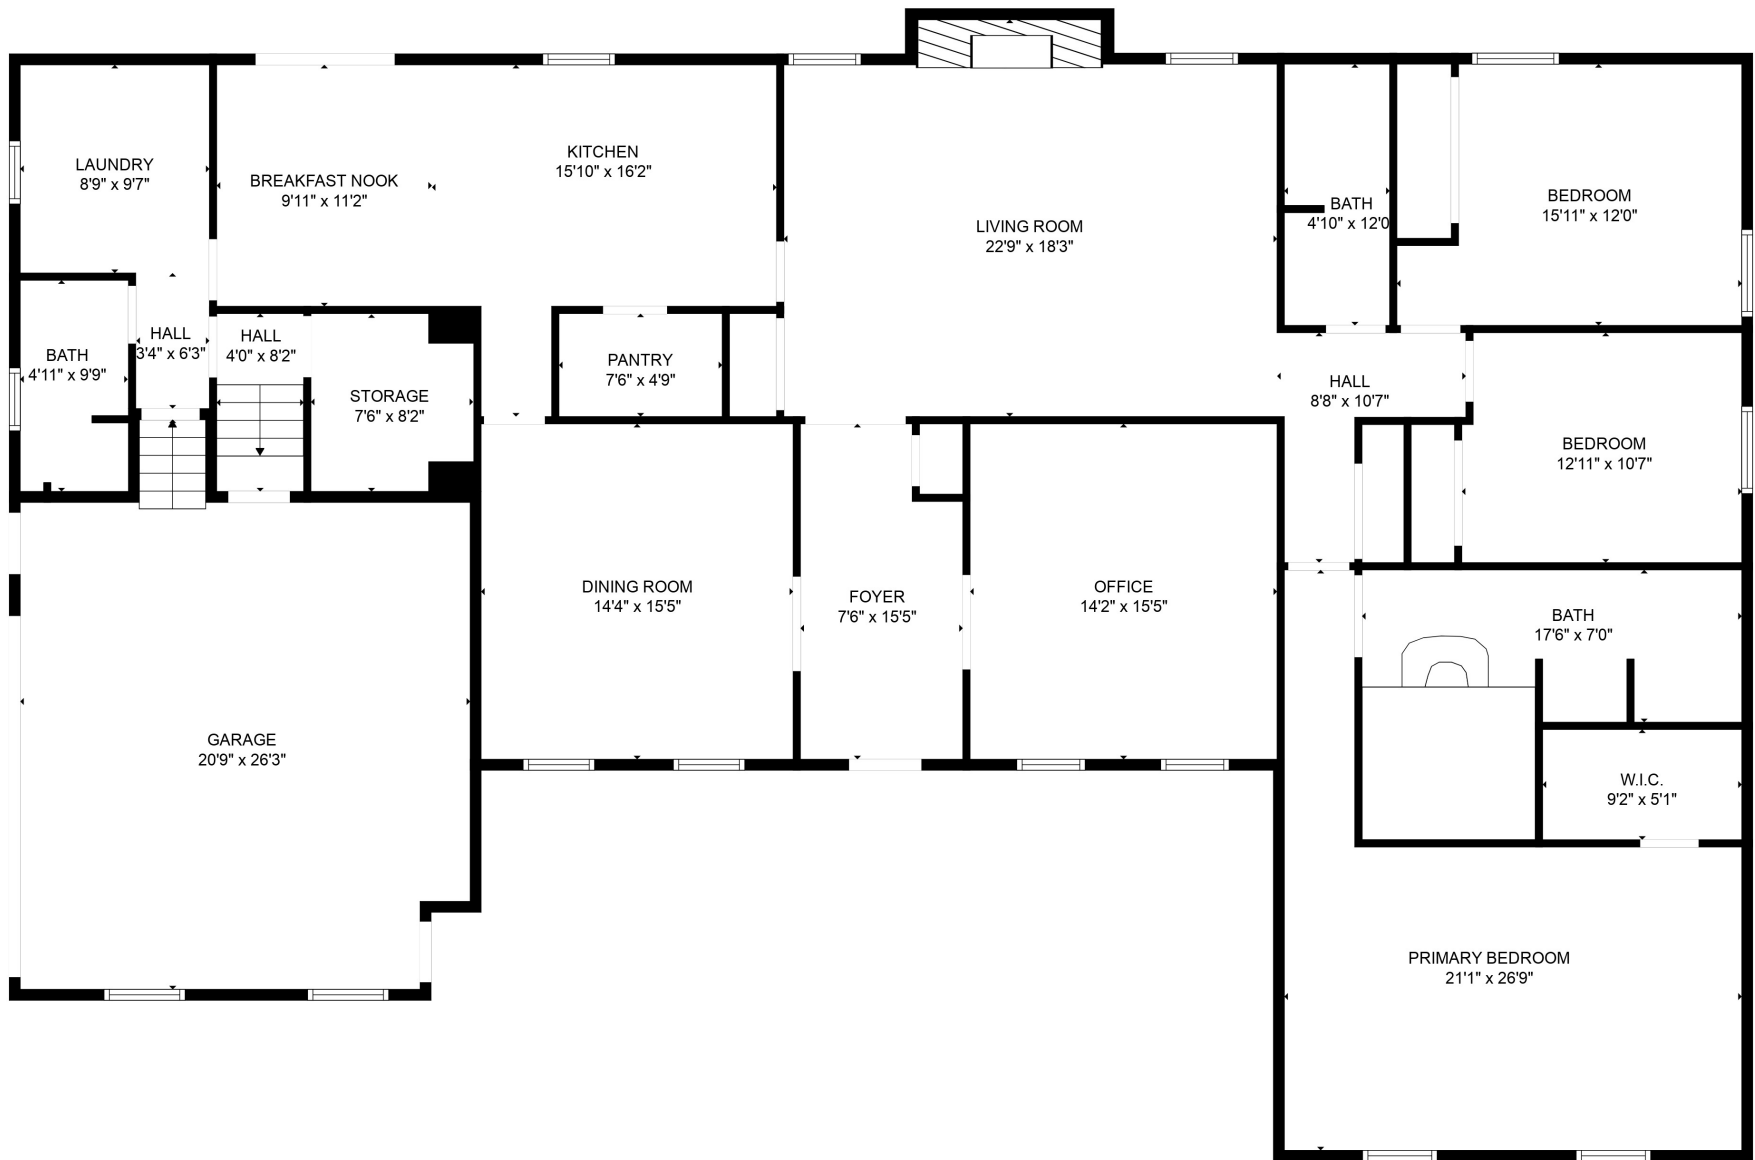 LAUNDRY
8'9" x 9'7"
BREAKFAST NOOK
9'11" x 11'2"
KITCHEN
15'10" x 16'2"
LIVING ROOM
22'9" x 18'3"
BATH
4'10" x 12'0
BEDROOM
15'11" x 12'0"
BATH
4'11" x 9'9"
HALL
3'4" x 6'3"
HALL
4'0" x 8'2"
STORAGE
7'6" x 8'2"
PANTRY
7'6" x 4'9"
HALL
8'8" x 10'7"
BEDROOM
12'11" x 10'7"
DINING ROOM
14'4" x 15'5"
FOYER
7'6" x 15'5"
OFFICE
14'2" x 15'5"
BATH
17'6" x 7'0"
GARAGE
20'9" x 26'3"
W.I.C.
9'2" x 5'1"
PRIMARY BEDROOM
21'1" x 26'9"